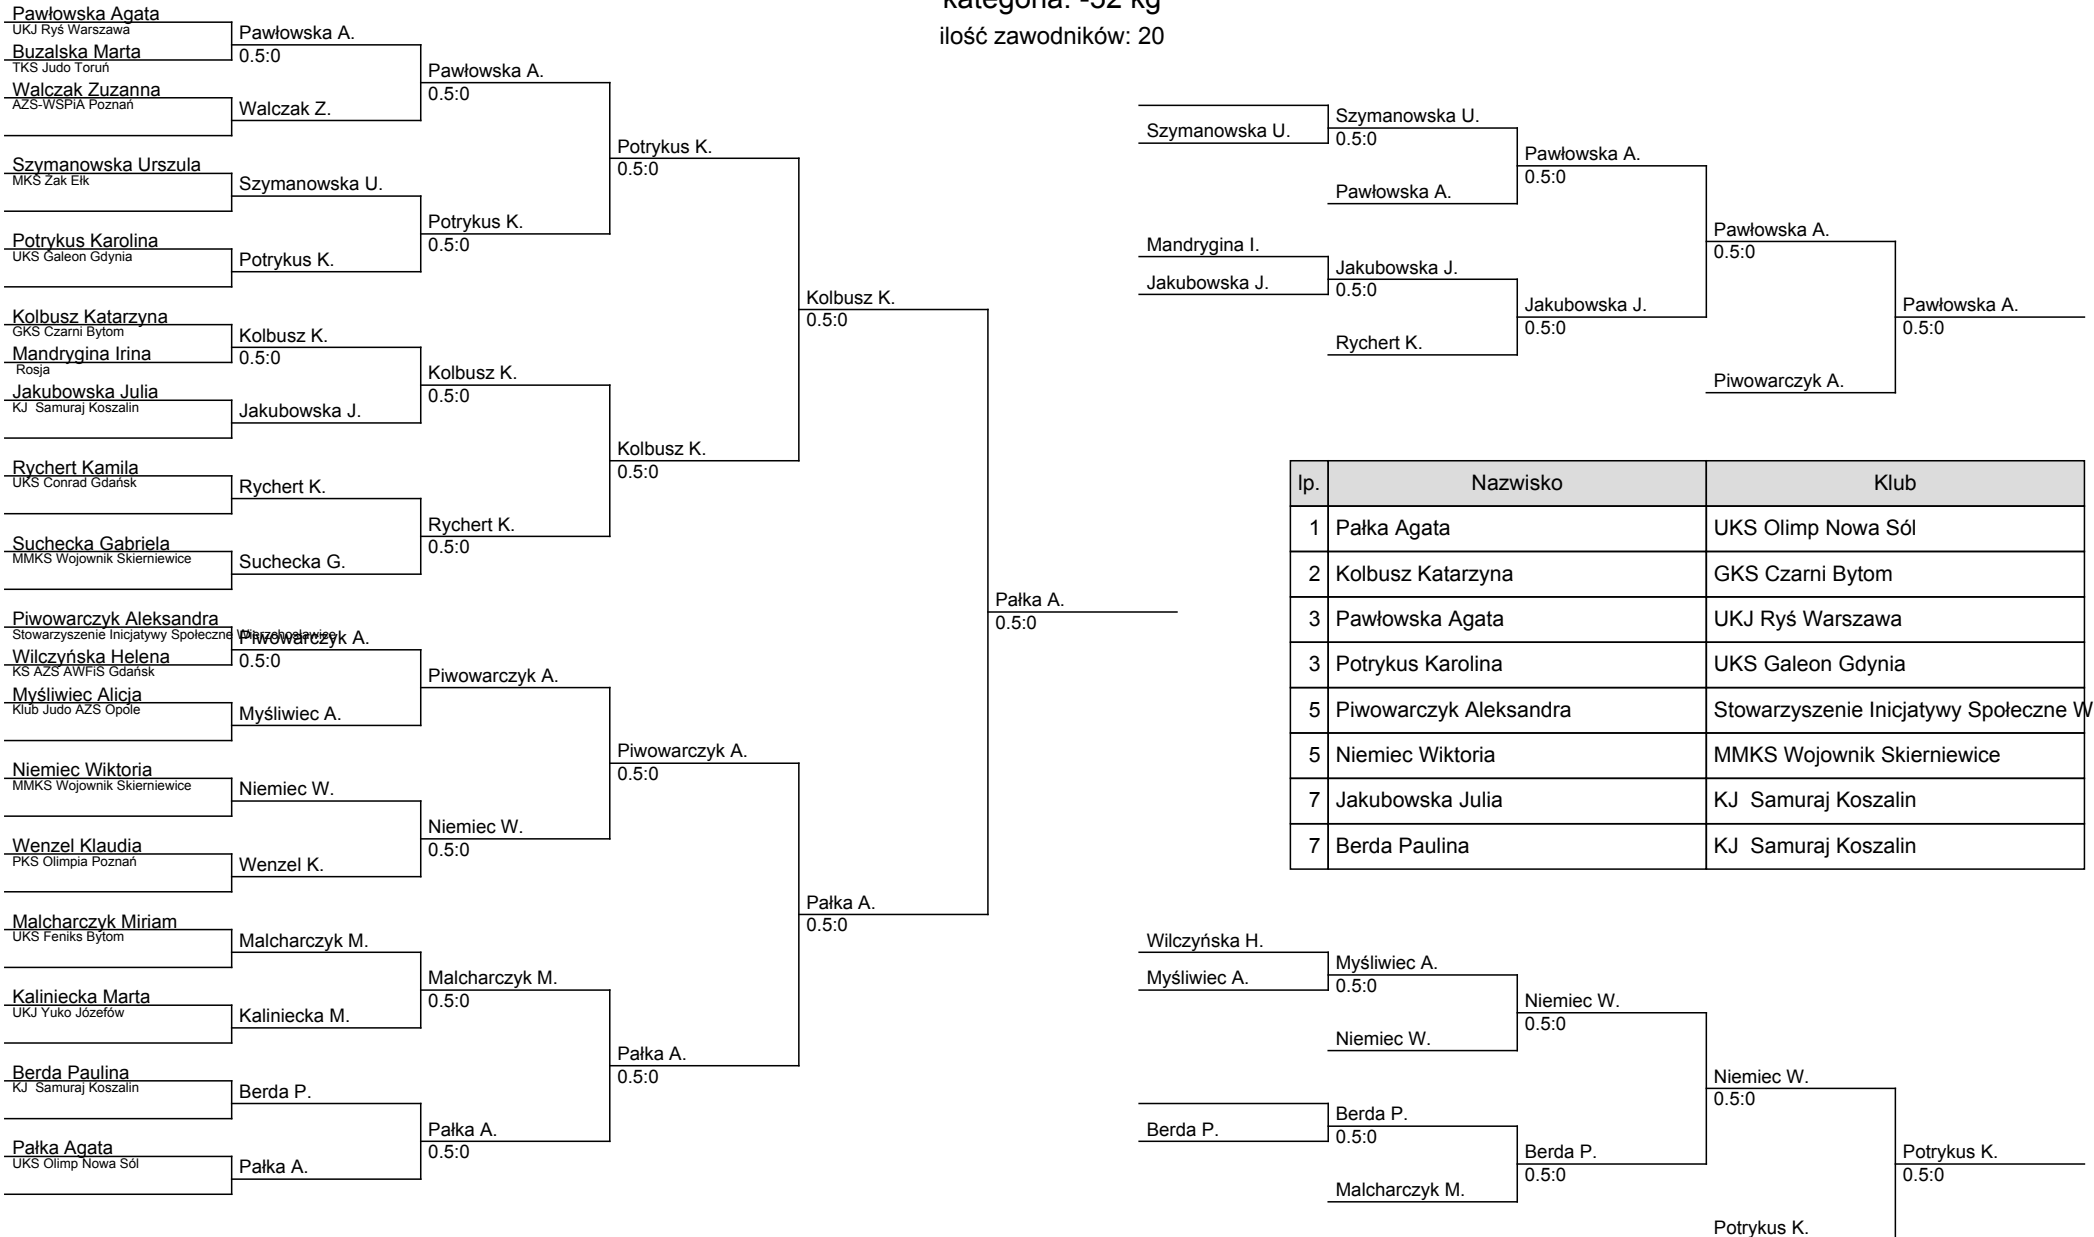 kategoria: -52 kg
ilość zawodników: 20
Pawłowska Agata
UKJ Ryś Warszawa
Buzalska Marta
TKS Judo Toruń
Walczak Zuzanna
AZS-WSPiA Poznań
Szymanowska Urszula
MKS Żak Ełk
Potrykus Karolina
UKS Galeon Gdynia
Kolbusz Katarzyna
GKS Czarni Bytom
Mandrygina Irina
Rosja
Jakubowska Julia
KJ  Samuraj Koszalin
Rychert Kamila
UKS Conrad Gdańsk
Suchecka Gabriela
MMKS Wojownik Skierniewice
Piwowarczyk Aleksandra
Stowarzyszenie Inicjatywy Społeczne Wierzchosławice
Wilczyńska Helena
KS AZS AWFiS Gdańsk
Myśliwiec Alicja
Klub Judo AZS Opole
Niemiec Wiktoria
MMKS Wojownik Skierniewice
Wenzel Klaudia
PKS Olimpia Poznań
Malcharczyk Miriam
UKS Feniks Bytom
Kaliniecka Marta
UKJ Yuko Józefów
Berda Paulina
KJ  Samuraj Koszalin
Pałka Agata
UKS Olimp Nowa Sól
Pawłowska A.
0.5:0
Walczak Z.
Szymanowska U.
Potrykus K.
Kolbusz K.
0.5:0
Jakubowska J.
Rychert K.
Suchecka G.
Piwowarczyk A.
0.5:0
Myśliwiec A.
Niemiec W.
Wenzel K.
Malcharczyk M.
Kaliniecka M.
Berda P.
Pałka A.
Pawłowska A.
0.5:0
Potrykus K.
0.5:0
Kolbusz K.
0.5:0
Rychert K.
0.5:0
Piwowarczyk A.
0.5:0
Niemiec W.
0.5:0
Malcharczyk M.
0.5:0
Pałka A.
0.5:0
Potrykus K.
0.5:0
Kolbusz K.
0.5:0
Piwowarczyk A.
0.5:0
Pałka A.
0.5:0
Kolbusz K.
0.5:0
Pałka A.
0.5:0
Pałka A.
0.5:0
Szymanowska U.
Mandrygina I.
Jakubowska J.
Szymanowska U.
0.5:0
Pawłowska A.
Jakubowska J.
0.5:0
Rychert K.
Pawłowska A.
0.5:0
Jakubowska J.
0.5:0
Pawłowska A.
0.5:0
Piwowarczyk A.
Pawłowska A.
0.5:0
lp. Nazwisko Klub
1 Pałka Agata UKS Olimp Nowa Sól
2 Kolbusz Katarzyna GKS Czarni Bytom
3 Pawłowska Agata UKJ Ryś Warszawa
3 Potrykus Karolina UKS Galeon Gdynia
5 Piwowarczyk Aleksandra Stowarzyszenie Inicjatywy Społeczne W
5 Niemiec Wiktoria MMKS Wojownik Skierniewice
7 Jakubowska Julia KJ  Samuraj Koszalin
7 Berda Paulina KJ  Samuraj Koszalin
Wilczyńska H.
Myśliwiec A.
Berda P.
Myśliwiec A.
0.5:0
Niemiec W.
Berda P.
0.5:0
Malcharczyk M.
Niemiec W.
0.5:0
Berda P.
0.5:0
Niemiec W.
0.5:0
Potrykus K.
Potrykus K.
0.5:0